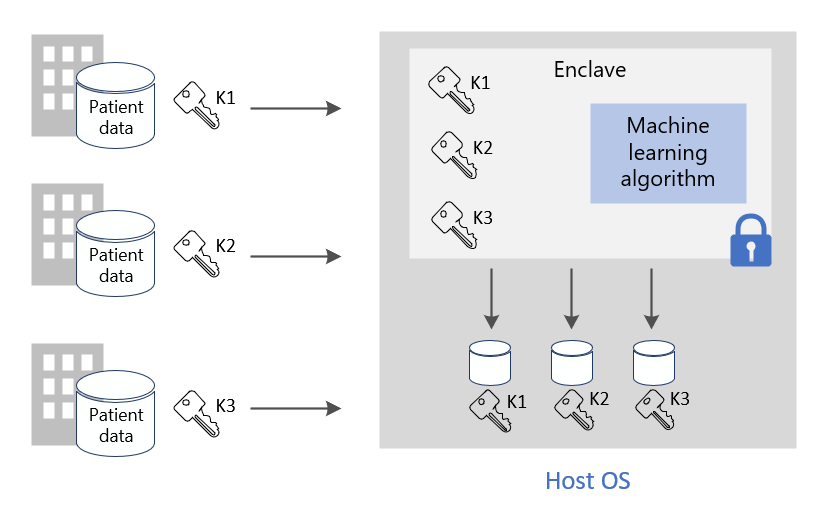 Patient
data
K1
Patient
data
K2
Patient
data
K3
Enclave
K1
K2
K3
Machine
learning
algorithm
K1
K2
K3
Host OS